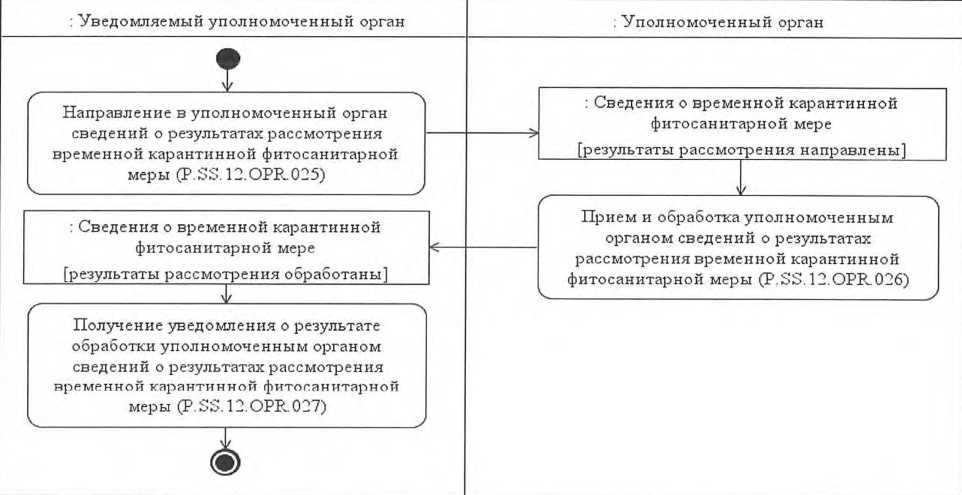 : Уведомляемый уполномоченный орган
: Уполномоченный орган
Направление в уполномоченный орган
сведений о результатах рассмотрения
временной карантинной фитосанитарной
меры (P.SS.12.OPR.025)
: Сведения о временной карантинной
фитосанитарной мере
[результаты рассмотрения направлены]
Прием и обработка уполномоченным
органом сведений о результатах
рассмотрения временной карантинной
фитосанитарной меры (P.SS.12.OPR.026)
: Сведения о временной карантинной
фитосанитарной мере
[результаты рассмотрения обработаны]
Получение уведомления о результате
обработки уполномоченным органом
сведений о результатах рассмотрения
временной карантинной фитосанитарной
меры (P.SS.12.OPR.027)